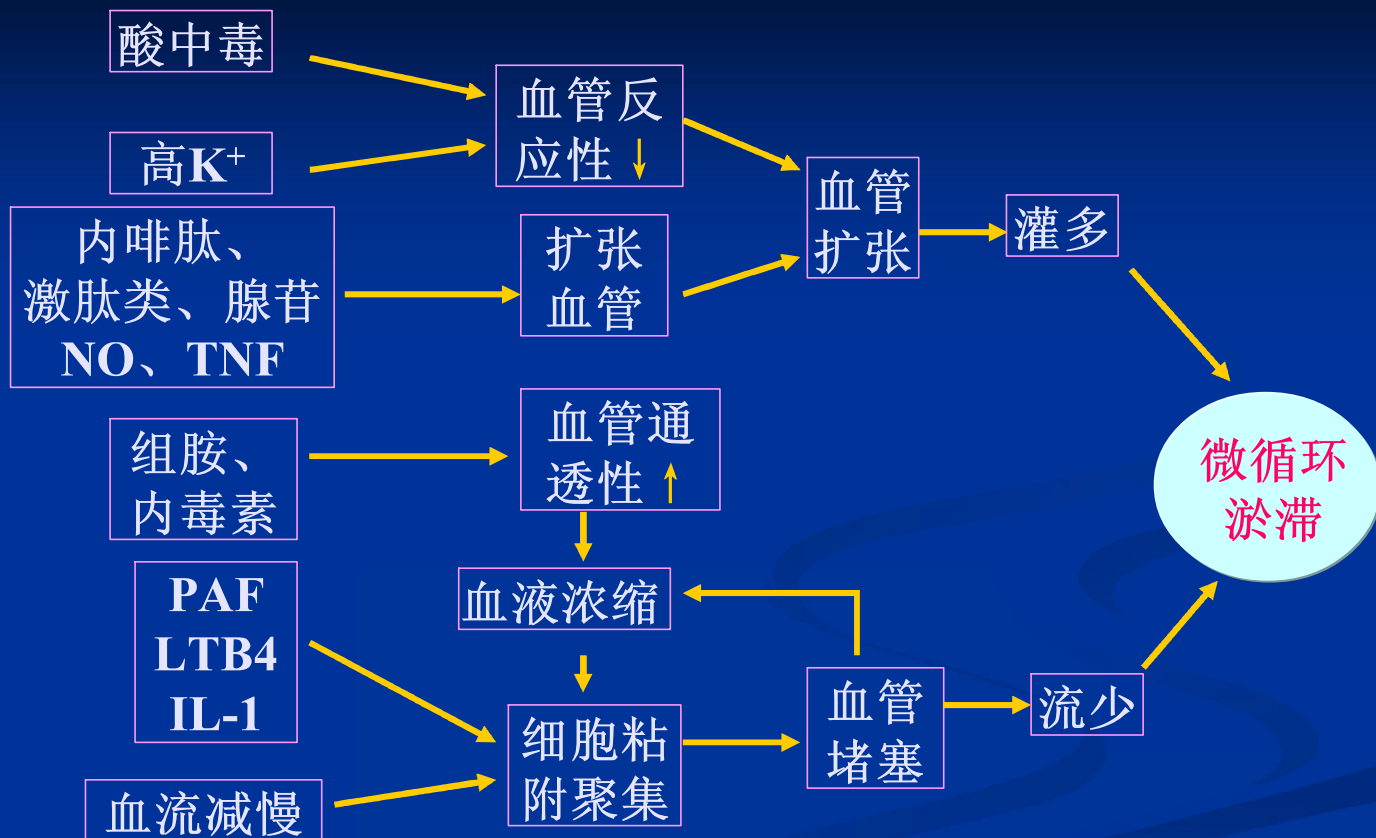 酸中毒
高K⁺
内啡肽、
激肽类、腺苷
NO、TNF
组胺、
内毒素
PAF
LTB4
IL-1
血流减慢
血管反
应性↓
扩张
血管
血管通
透性↑
血液浓缩
细胞粘
附聚集
血管
扩张
血管
堵塞
灌多
流少
微循环
淤滞